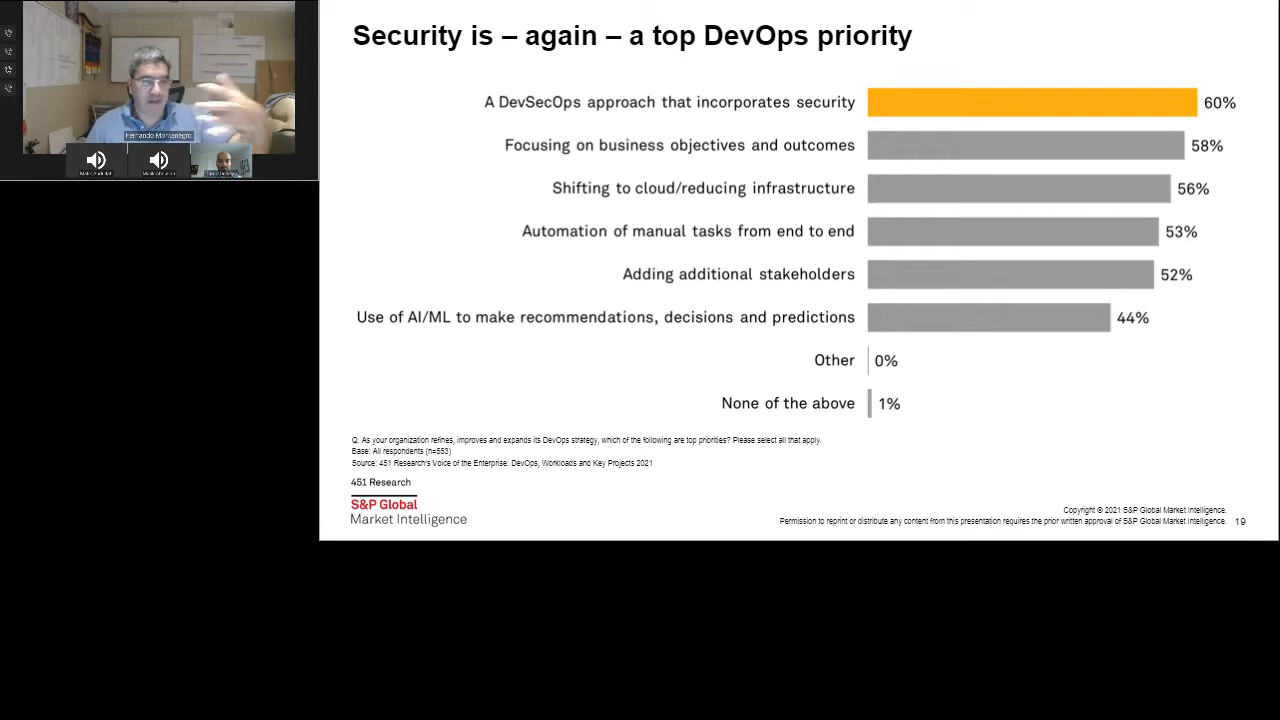 Security is – again – a top DevOps priority
Fernando Montenegro
Malik Abdullah
A DevSecOps approach that incorporates security
60%
Focusing on business objectives and outcomes
58%
Shifting to cloud/reducing infrastructure
56%
Automation of manual tasks from end to end
53%
Adding additional stakeholders
52%
Use of AI/ML to make recommendations, decisions and predictions
44%
Other
0%
None of the above
1%
Q. As your organization refines, improves and expands its DevOps strategy, which of the following are top priorities? Please select all that apply.
Base: All respondents (n=553)
Source: 451 Research's Voice of the Enterprise: DevOps, Workloads and Key Projects 2021
451 Research
S&P Global
Market Intelligence
Copyright © 2021 S&P Global Market Intelligence.
Permission to reprint or distribute any content from this presentation requires the prior written approval of S&P Global Market Intelligence.
19